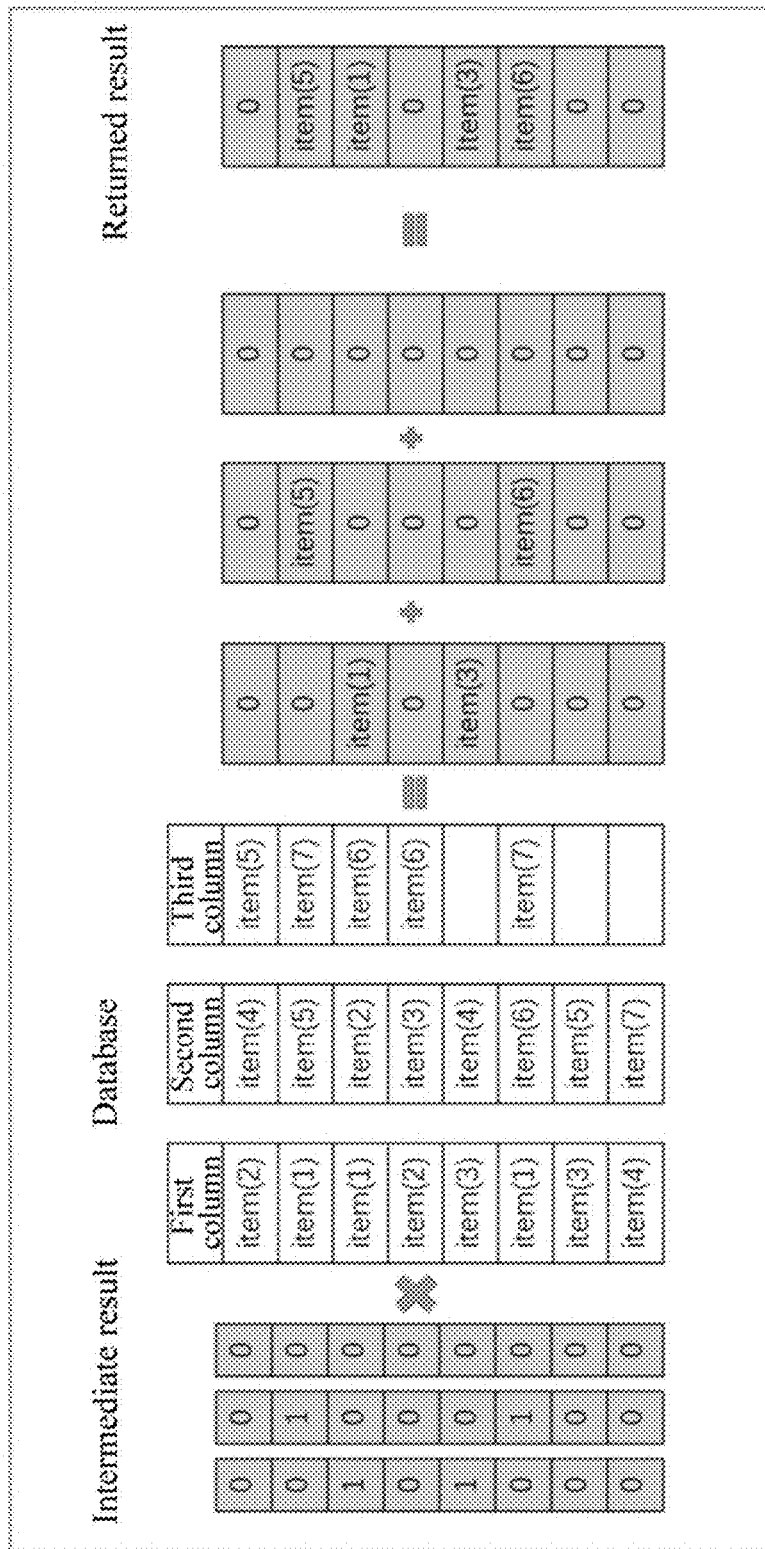 Intermediate result Database Returned result
First column Second column Third column
0 0 0 item(2) item(4) item(5) 0 0 0 0
0 1 0 item(1) item(5) item(7) 0 item(5) 0 item(5)
1 0 0 item(1) item(2) item(6) item(1) 0 0 item(1)
0 0 0 × item(2) item(3) item(6) = 0 + 0 + 0 = 0
1 0 0 item(3) item(4) item(3) 0 0 Item(3)
0 1 0 item(1) item(6) item(7) 0 item(6) 0 item(6)
0 0 0 item(3) item(5) 0 0 0 0
0 0 0 item(4) item(7) 0 0 0 0